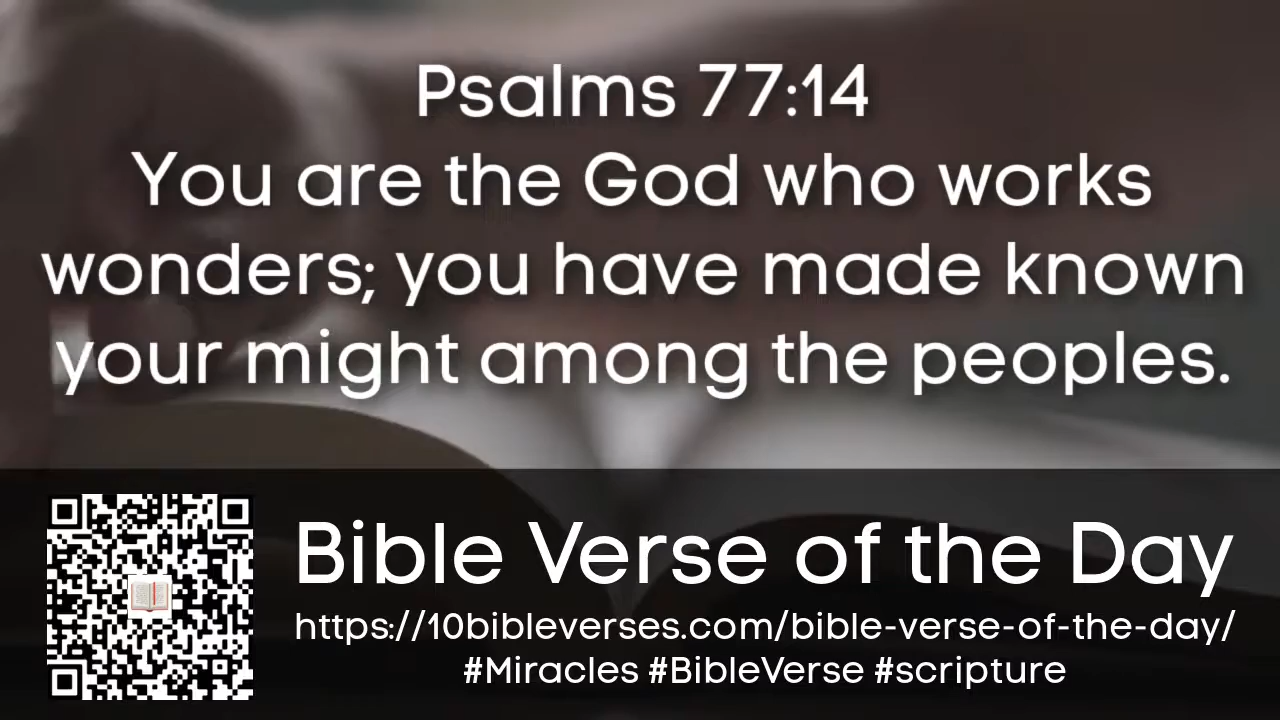 Psalms 77:14
You are the God who works
wonders; you have made known
your might among the peoples.
Bible Verse of the Day
https://10bibleverses.com/bible-verse-of-the-day/
#Miracles #BibleVerse #scripture